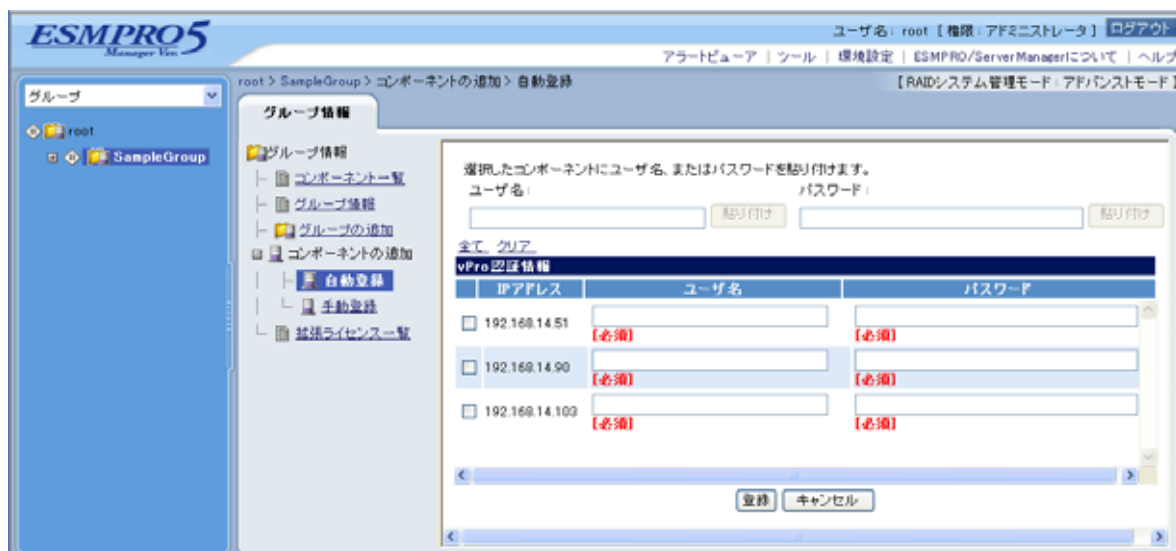 ESMPRO5
Manager Ver.
ユーザ名: root [ 権限: アドミニストレータ ] ログアウト
アラートビューア | ツール | 環境設定 | ESMPRO/ServerManagerについて | ヘルプ
グループ
root
SampleGroup
root > SampleGroup > コンポーネントの追加 > 自動登録
[ RAIDシステム管理モード: アドバンストモード ]
グループ情報
グループ情報
コンポーネント一覧
グループ情報
グループの追加
コンポーネントの追加
自動登録
手動登録
拡張ライセンス一覧
選択したコンポーネントにユーザ名、またはパスワードを貼り付けます。
ユーザ名: パスワード:
貼り付け 貼り付け
全て クリア
vPro認証情報
IPアドレス ユーザ名 パスワード
192.168.14.51
[必須] [必須]
192.168.14.90
[必須] [必須]
192.168.14.103
[必須] [必須]
登録 キャンセル